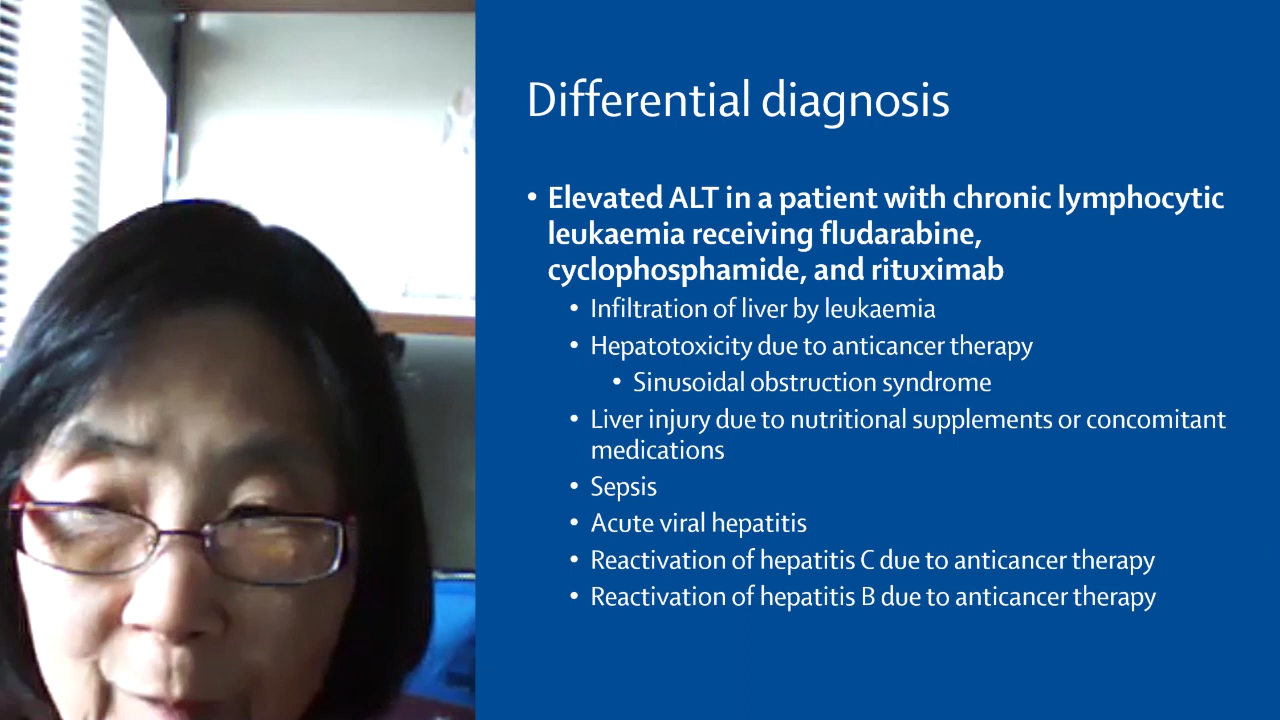 Differential diagnosis
• Elevated ALT in a patient with chronic lymphocytic
leukaemia receiving fludarabine,
cyclophosphamide, and rituximab
• Infiltration of liver by leukaemia
• Hepatotoxicity due to anticancer therapy
• Sinusoidal obstruction syndrome
• Liver injury due to nutritional supplements or concomitant
medications
• Sepsis
• Acute viral hepatitis
• Reactivation of hepatitis C due to anticancer therapy
• Reactivation of hepatitis B due to anticancer therapy